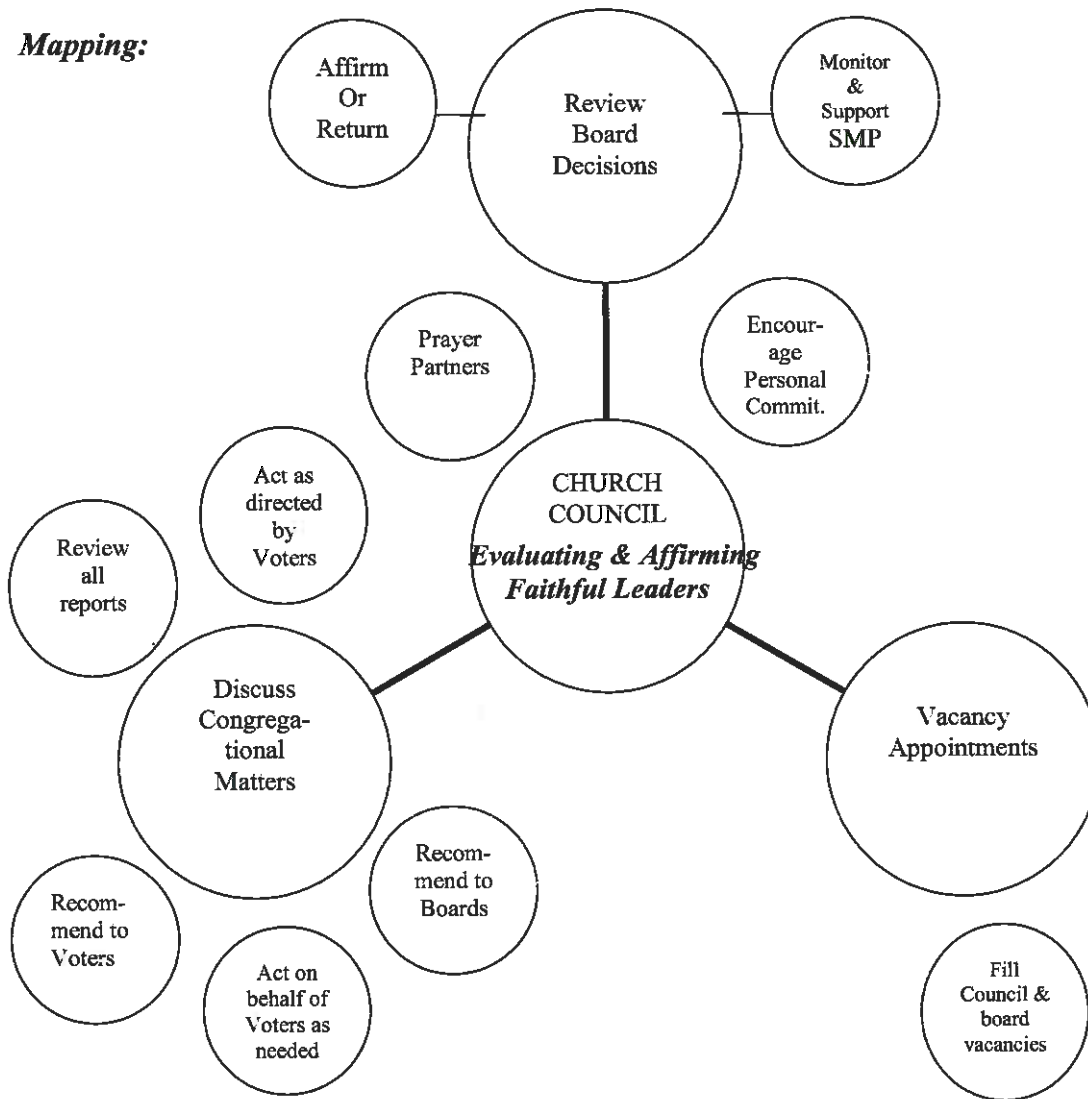 Mapping:
Affirm
Or
Return
Review
Board
Decisions
Monitor
&
Support
SMP
Prayer
Partners
Encour-
age
Personal
Commit.
Act as
directed
by
Voters
Review
all
reports
CHURCH
COUNCIL
Evaluating & Affirming
Faithful Leaders
Discuss
Congrega-
tional
Matters
Vacancy
Appointments
Recom-
mend to
Boards
Recom-
mend to
Voters
Act on
behalf of
Voters as
needed
Fill
Council &
board
vacancies